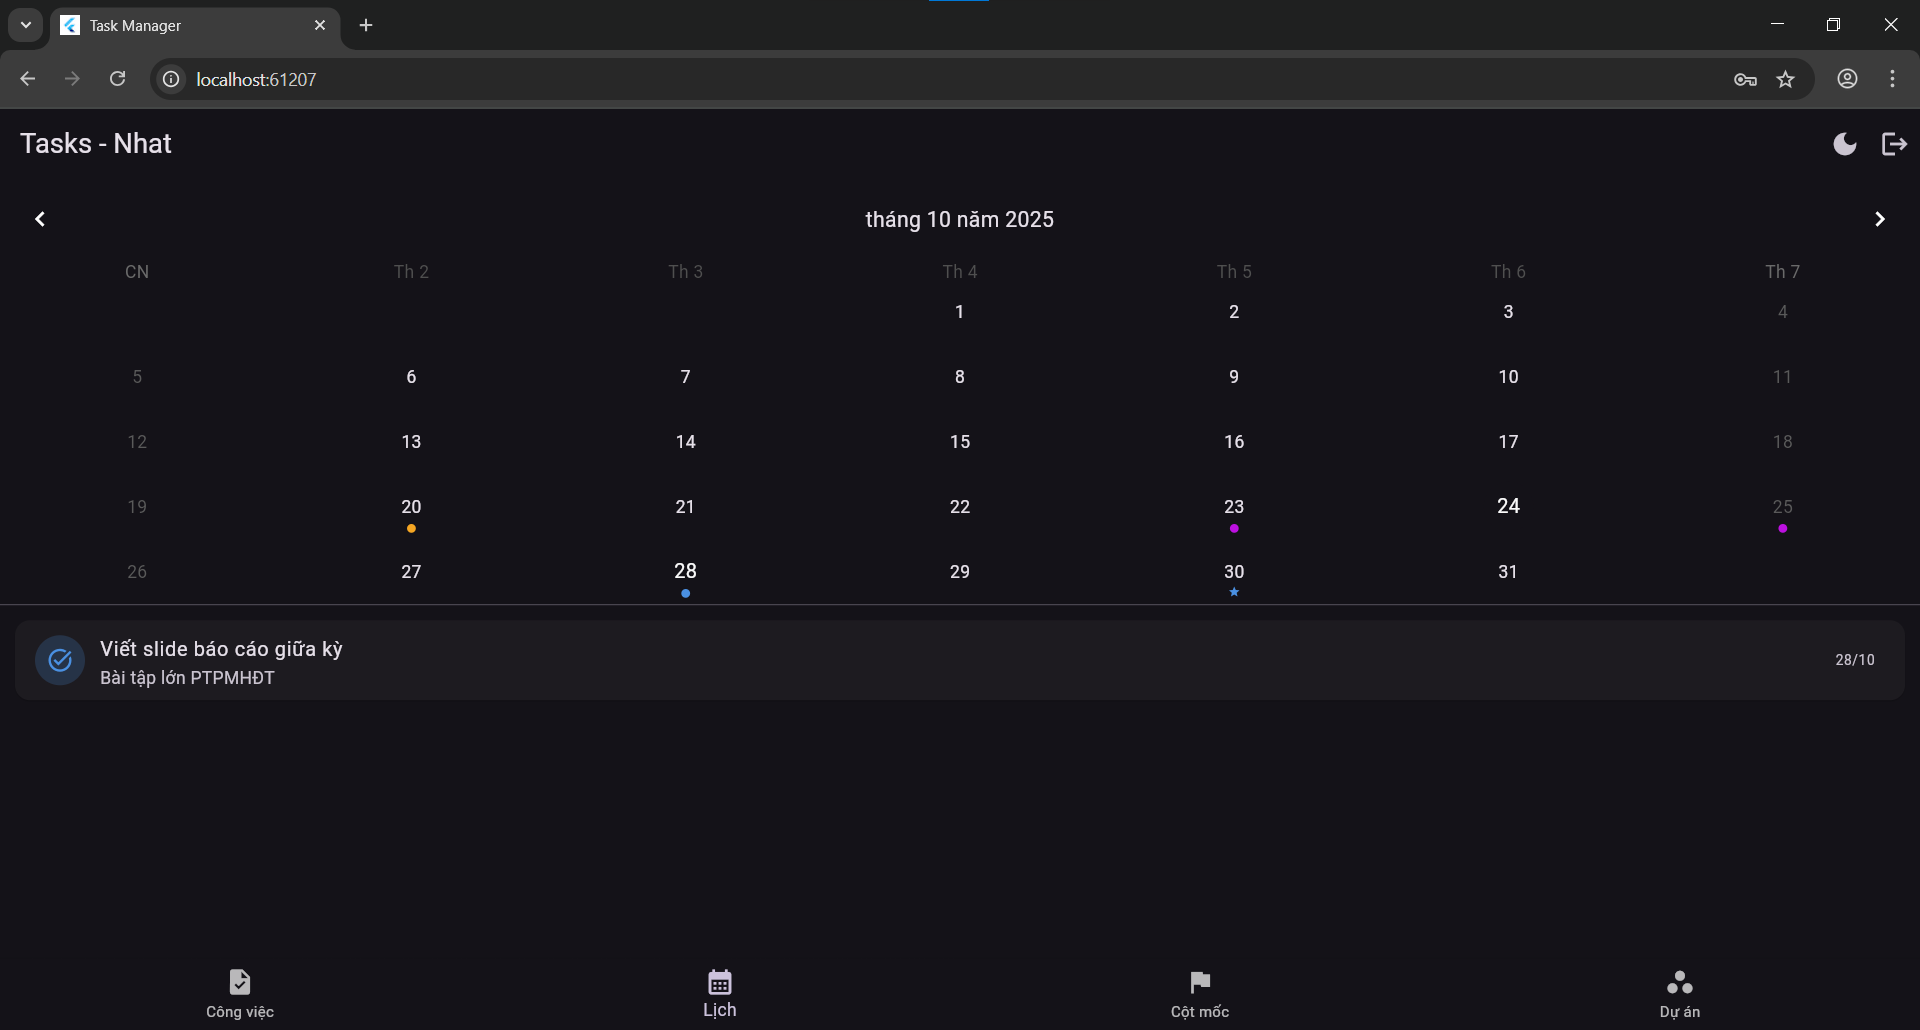 Task Manager
localhost:61207
Tasks - Nhat
tháng 10 năm 2025
CN Th 2 Th 3 Th 4 Th 5 Th 6 Th 7
1 2 3 4
5 6 7 8 9 10 11
12 13 14 15 16 17 18
19 20 21 22 23 24 25
26 27 28 29 30 31
Viết slide báo cáo giữa kỳ
Bài tập lớn PTPMHĐT
28/10
Công việc Lịch Cột mốc Dự án